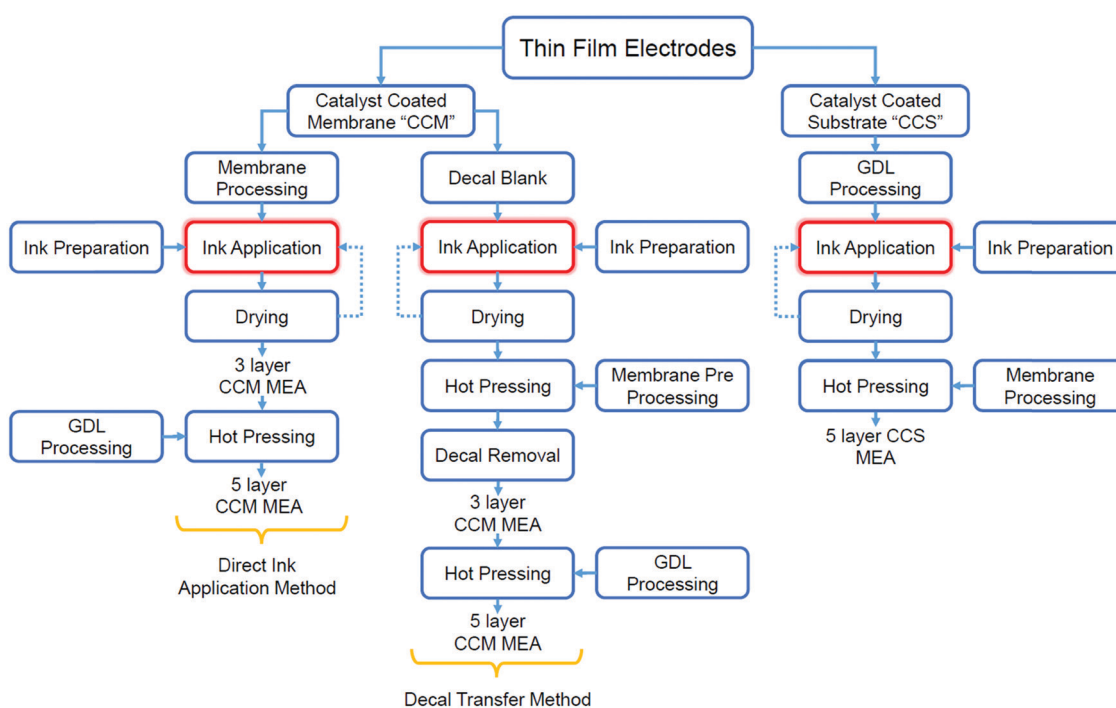 Thin Film Electrodes
Catalyst Coated
Membrane “CCM”
Catalyst Coated
Substrate “CCS”
Membrane
Processing
Decal Blank
GDL
Processing
Ink Preparation
Ink Application
Ink Application
Ink Preparation
Ink Application
Ink Preparation
Drying
Drying
Drying
3 layer
CCM MEA
Hot Pressing
Membrane Pre
Processing
Hot Pressing
Membrane
Processing
GDL
Processing
Hot Pressing
Decal Removal
5 layer CCS
MEA
5 layer
CCM MEA
3 layer
CCM MEA
Direct Ink
Application Method
Hot Pressing
GDL
Processing
5 layer
CCM MEA
Decal Transfer Method